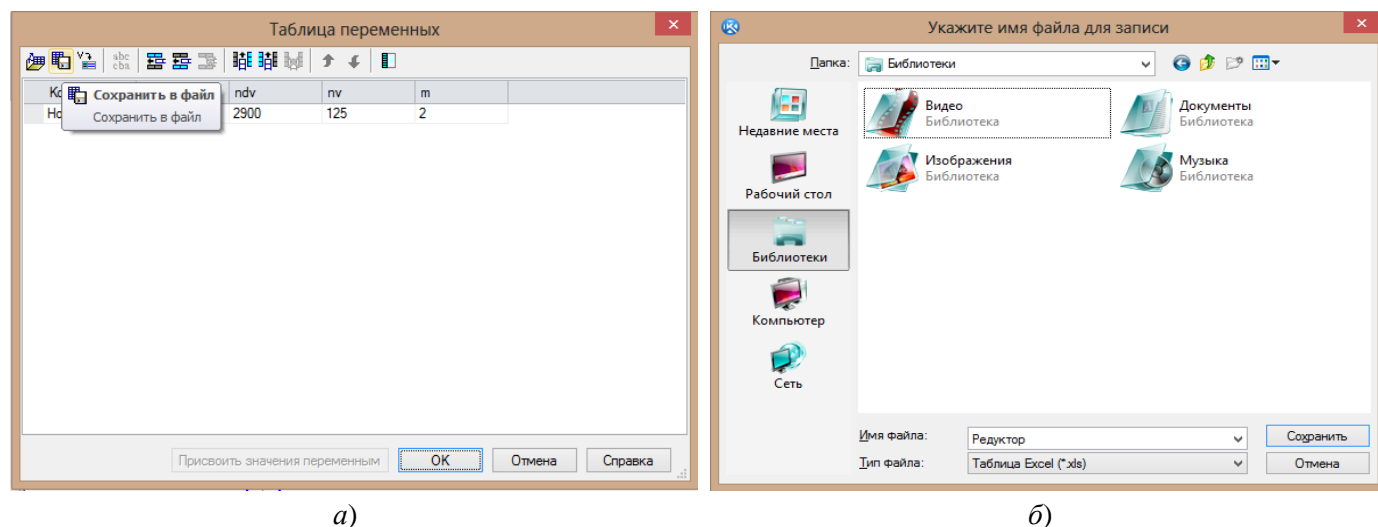 Таблица переменных
Сохранить в файл
Сохранить в файл
ndv nv m
2900 125 2
Присвоить значения переменным OK Отмена Справка
а)
Укажите имя файла для записи
Папка: Библиотеки
Недавние места
Рабочий стол
Библиотеки
Компьютер
Сеть
Видео
Библиотека
Документы
Библиотека
Изображения
Библиотека
Музыка
Библиотека
Имя файла: Редуктор Сохранить
Тип файла: Таблица Excel (*.xls) Отмена
б)